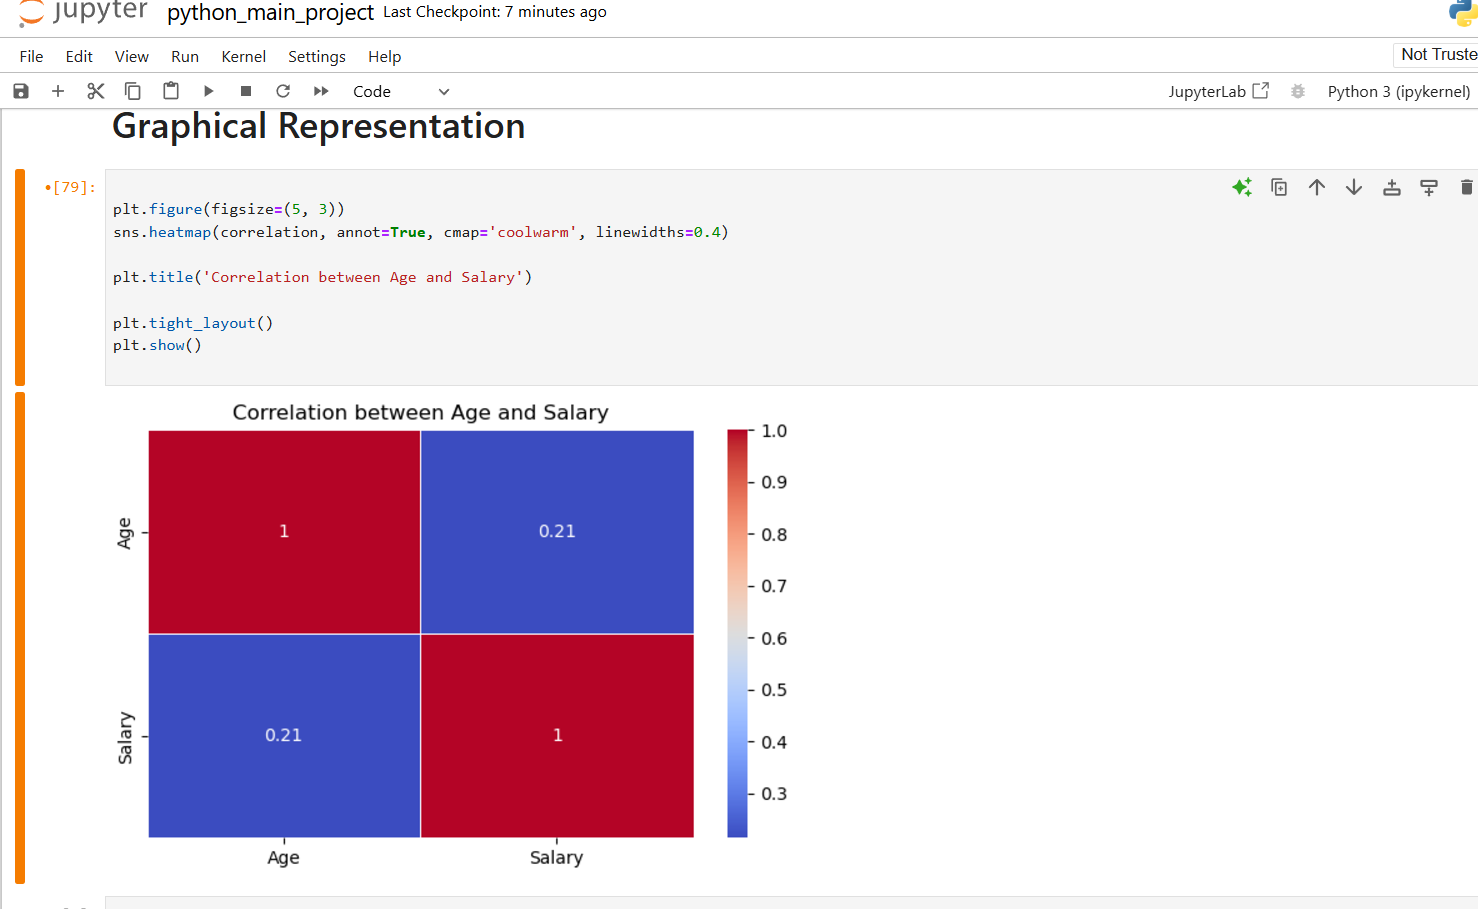 jupyter python_main_project Last Checkpoint: 7 minutes ago
File Edit View Run Kernel Settings Help Not Truste
Code JupyterLab Python 3 (ipykernel)
Graphical Representation
•[79]:
plt.figure(figsize=(5, 3))
sns.heatmap(correlation, annot=True, cmap='coolwarm', linewidths=0.4)
plt.title('Correlation between Age and Salary')
plt.tight_layout()
plt.show()
Correlation between Age and Salary
1.0
0.9
0.8
0.7
0.6
0.5
0.4
0.3
Age
1 0.21
Salary
0.21 1
Age Salary